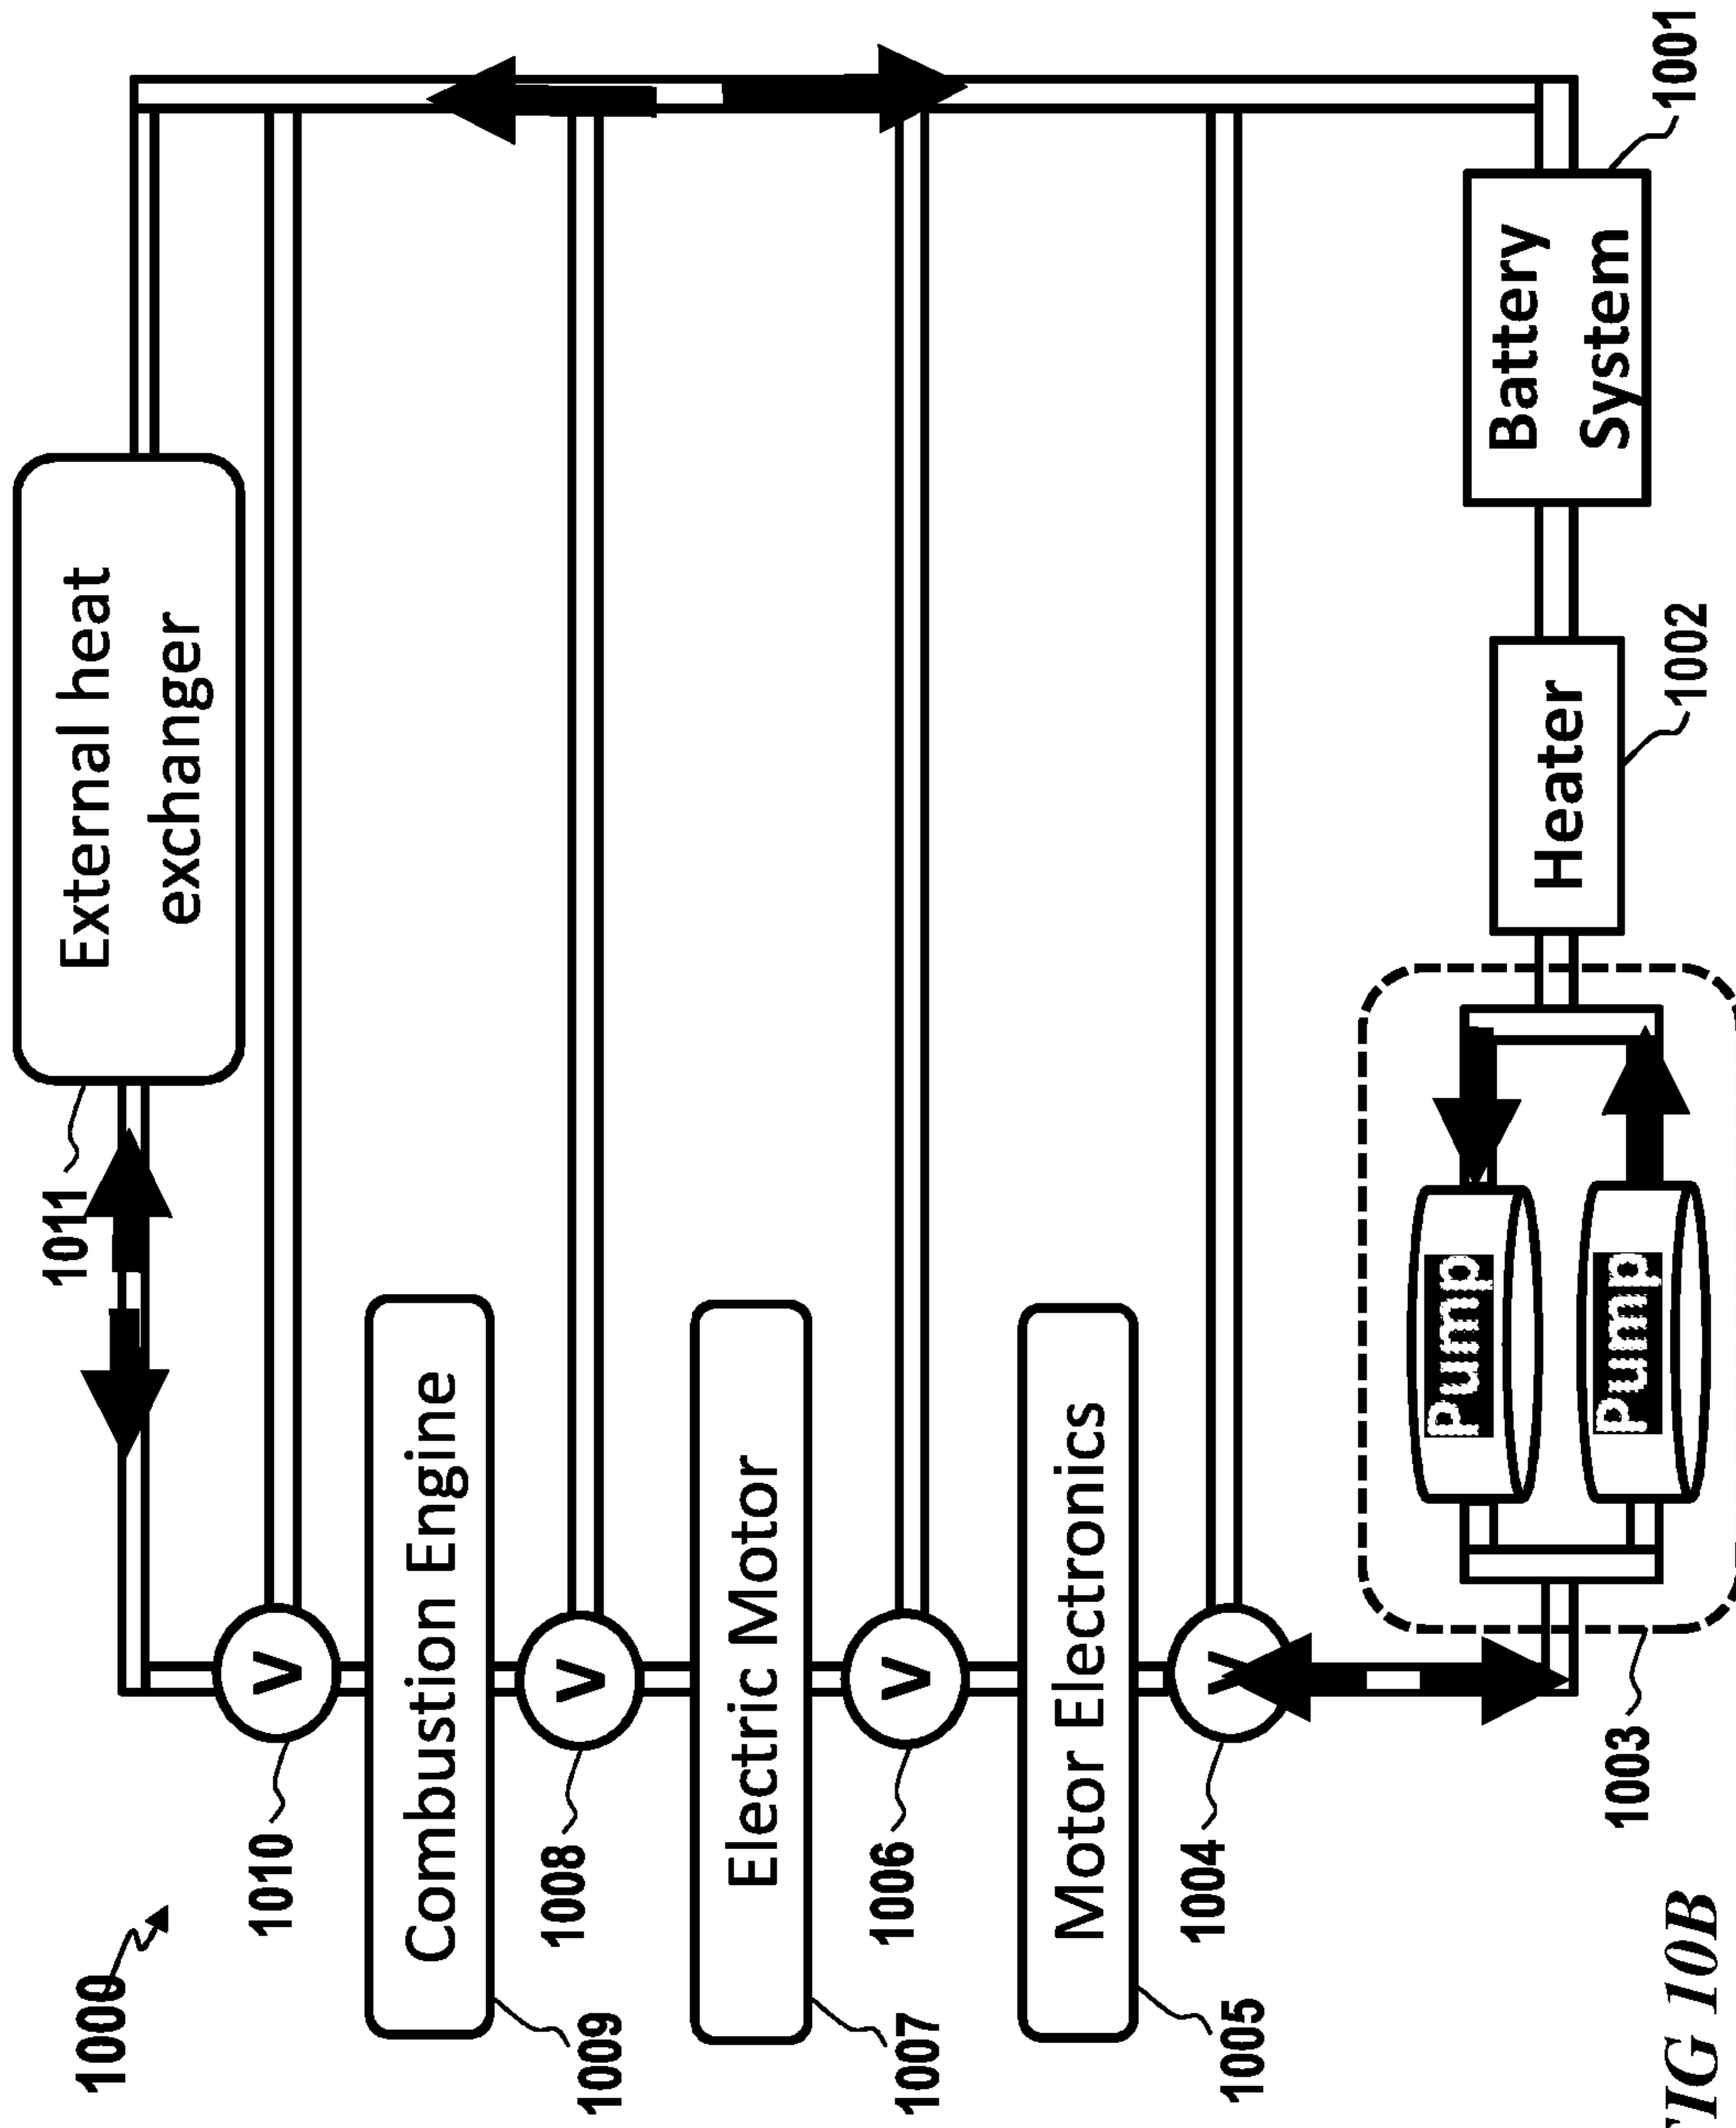 1000
1011
External heat
exchanger
1010
V
Combustion Engine
1009
1008
V
Electric Motor
1007
1006
V
Motor Electronics
1005
1004
V
Pump
Pump
1003
Heater
1002
Battery
System
1001
IG 10B